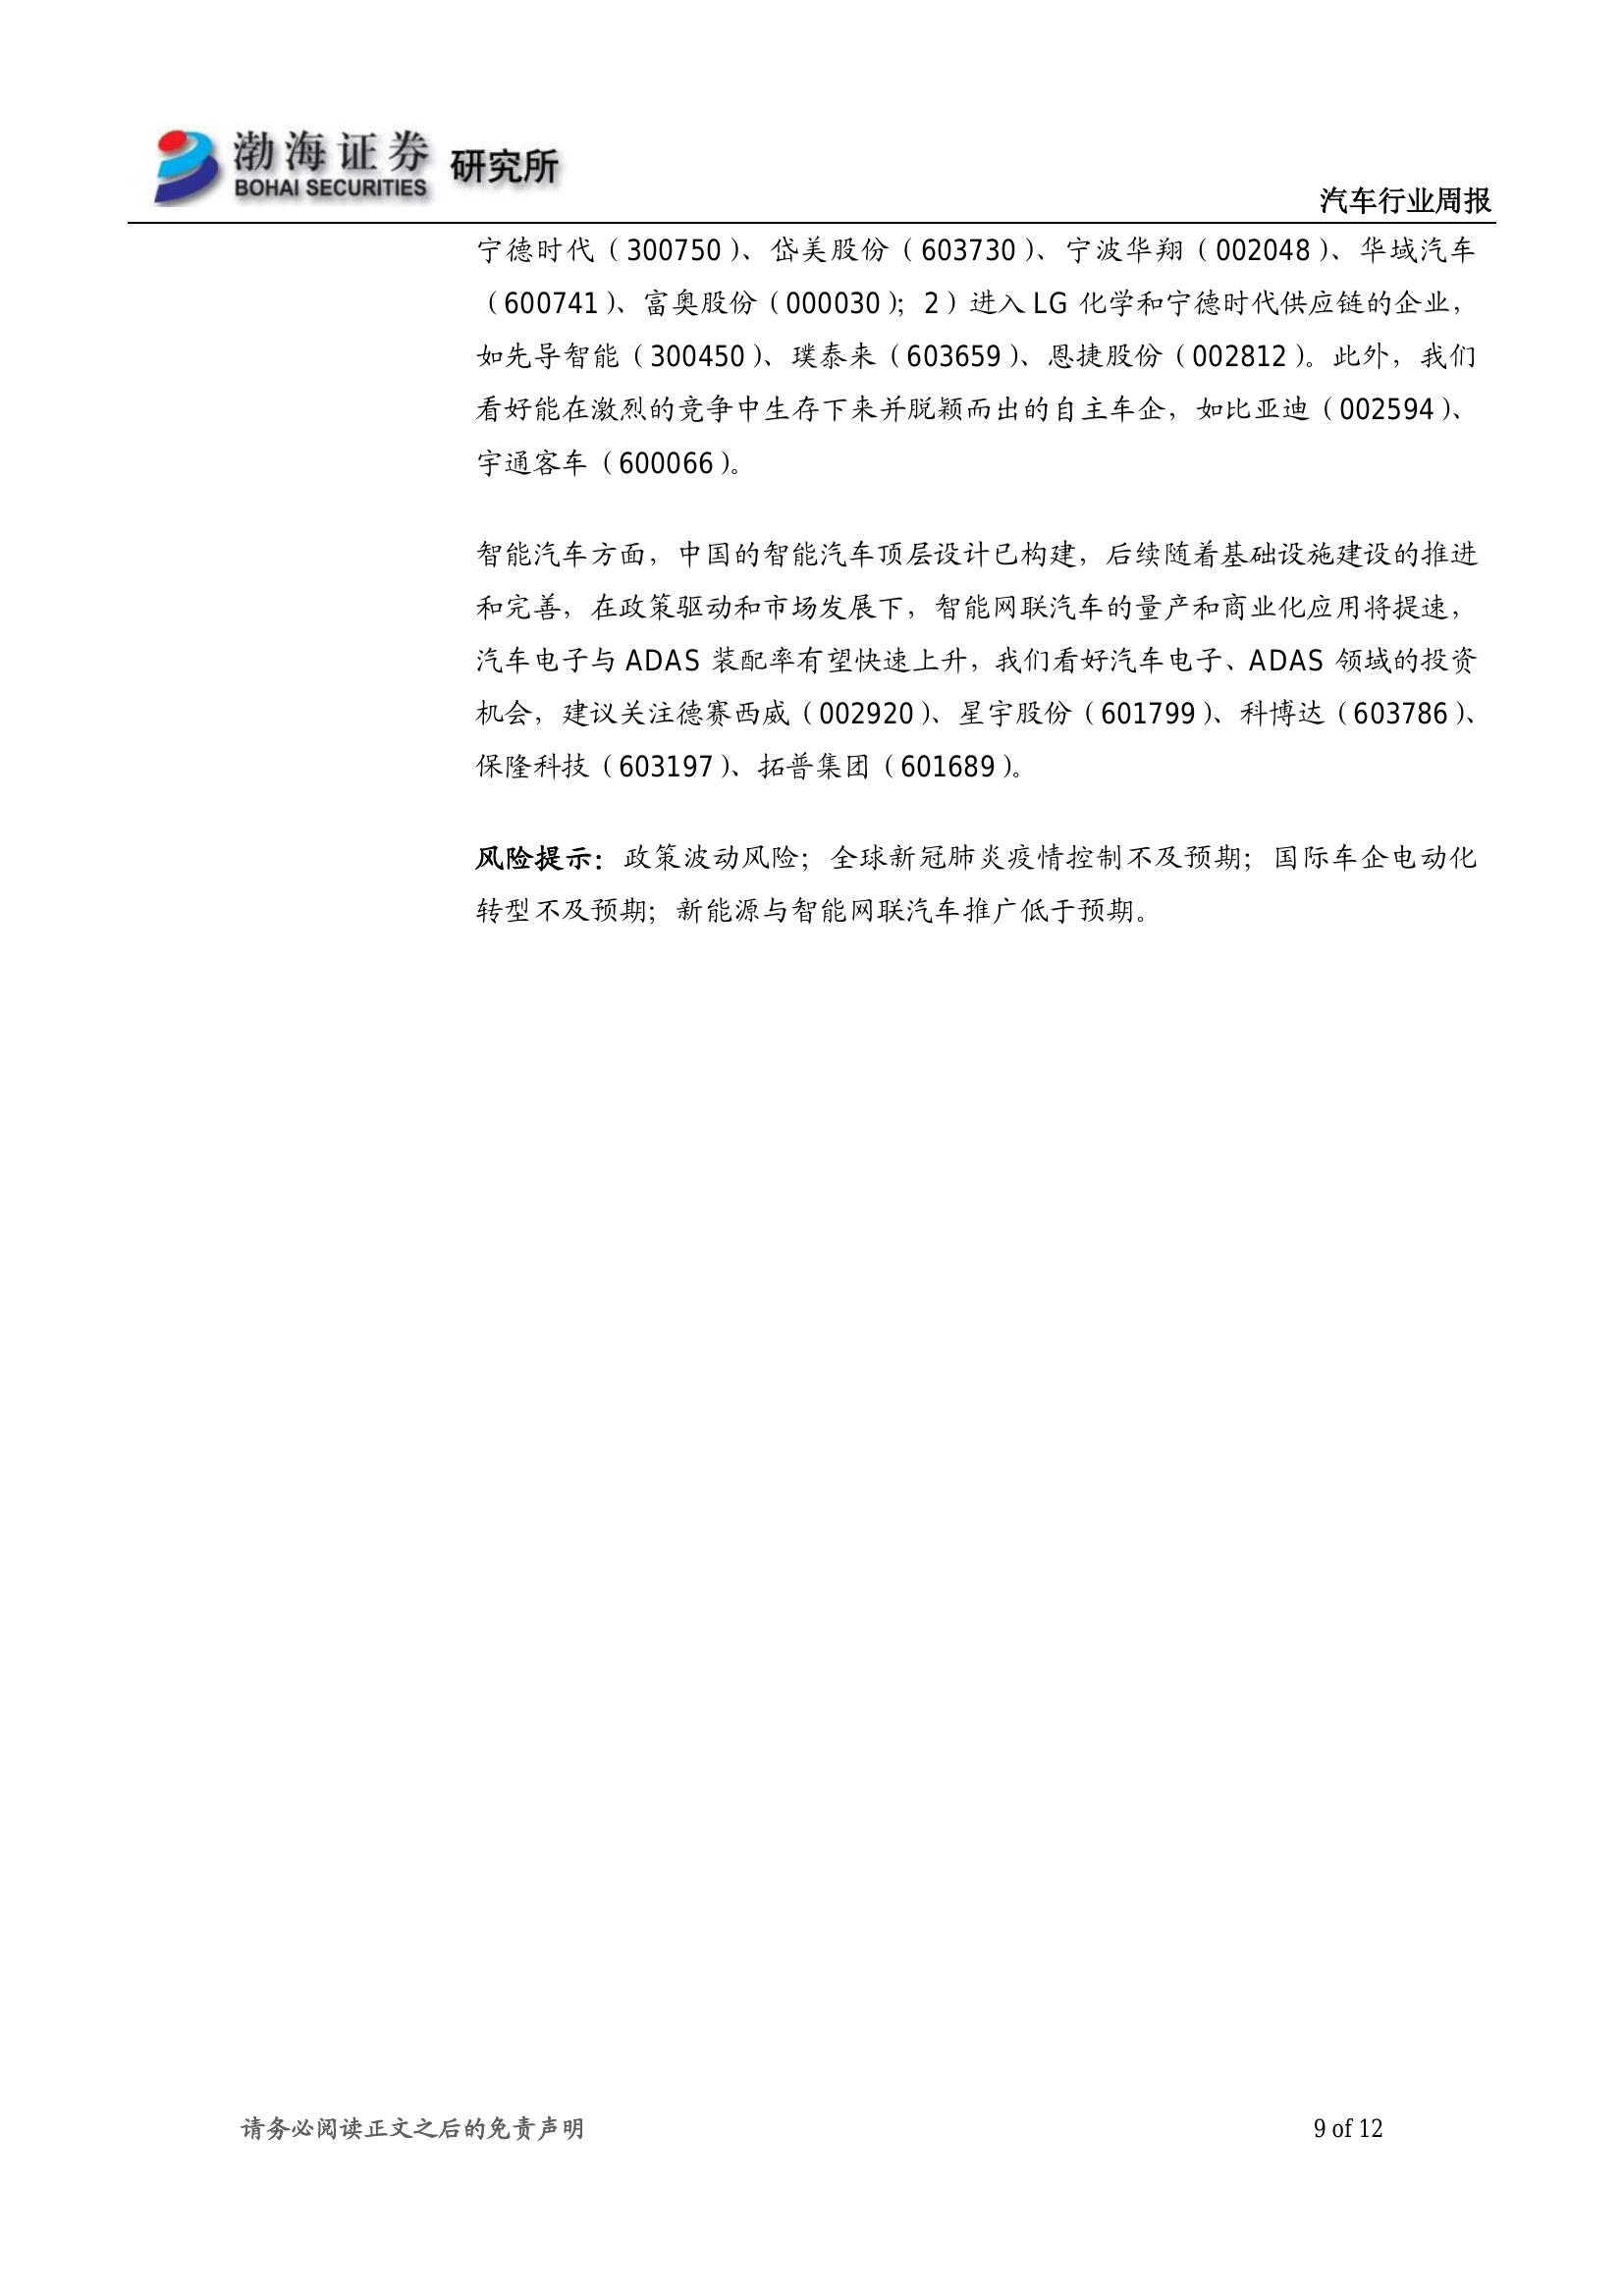 渤海证券 研究所
BOHAI SECURITIES
汽车行业周报
宁德时代（300750）、岱美股份（603730）、宁波华翔（002048）、华域汽车
（600741）、富奥股份（000030）；2）进入 LG 化学和宁德时代供应链的企业，
如先导智能（300450）、璞泰来（603659）、恩捷股份（002812）。此外，我们
看好能在激烈的竞争中生存下来并脱颖而出的自主车企，如比亚迪（002594）、
宇通客车（600066）。
智能汽车方面，中国的智能汽车顶层设计已构建，后续随着基础设施建设的推进
和完善，在政策驱动和市场发展下，智能网联汽车的量产和商业化应用将提速，
汽车电子与 ADAS 装配率有望快速上升，我们看好汽车电子、ADAS 领域的投资
机会，建议关注德赛西威（002920）、星宇股份（601799）、科博达（603786）、
保隆科技（603197）、拓普集团（601689）。
风险提示：政策波动风险；全球新冠肺炎疫情控制不及预期；国际车企电动化
转型不及预期；新能源与智能网联汽车推广低于预期。
请务必阅读正文之后的免责声明
9 of 12